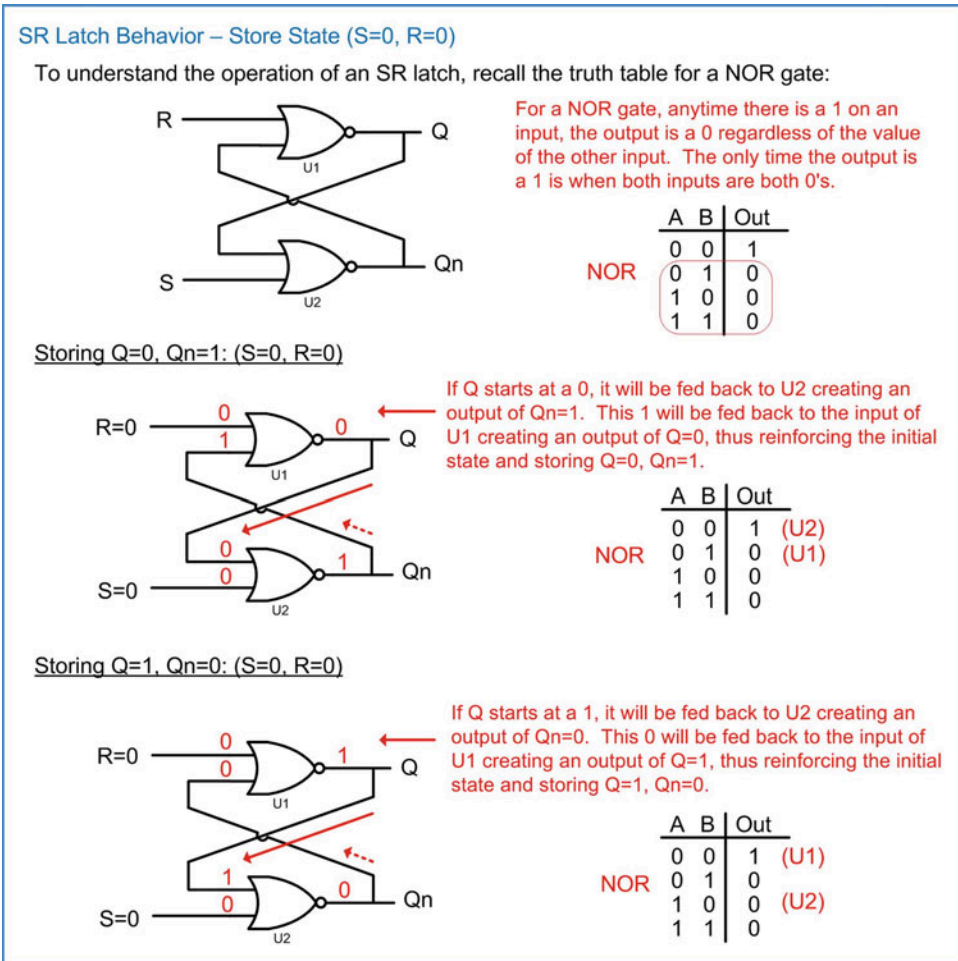 SR Latch Behavior – Store State (S=0, R=0)
To understand the operation of an SR latch, recall the truth table for a NOR gate:
R
Q
U1
S
Qn
U2
For a NOR gate, anytime there is a 1 on an
input, the output is a 0 regardless of the value
of the other input. The only time the output is
a 1 is when both inputs are both 0's.
A B Out
0 0 1
NOR 0 1 0
1 0 0
1 1 0
Storing Q=0, Qn=1: (S=0, R=0)
R=0
0
1
0
Q
U1
0
0
1
Qn
S=0
U2
If Q starts at a 0, it will be fed back to U2 creating an
output of Qn=1. This 1 will be fed back to the input of
U1 creating an output of Q=0, thus reinforcing the initial
state and storing Q=0, Qn=1.
A B Out
0 0 1 (U2)
NOR 0 1 0 (U1)
1 0 0
1 1 0
Storing Q=1, Qn=0: (S=0, R=0)
R=0
0
0
1
Q
U1
1
0
0
Qn
S=0
U2
If Q starts at a 1, it will be fed back to U2 creating an
output of Qn=0. This 0 will be fed back to the input of
U1 creating an output of Q=1, thus reinforcing the initial
state and storing Q=1, Qn=0.
A B Out
0 0 1 (U1)
NOR 0 1 0
1 0 0 (U2)
1 1 0